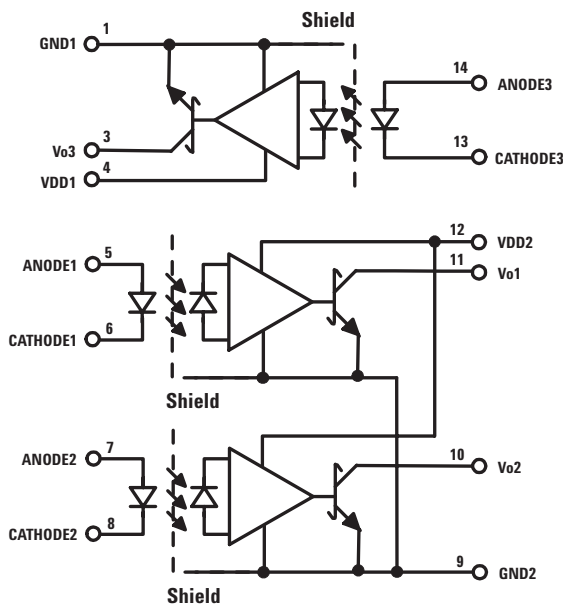 Shield
GND1 1
14 ANODE3
Vo3 3
13 CATHODE3
VDD1 4
12 VDD2
ANODE1 5
11 Vo1
CATHODE1 6
Shield
ANODE2 7
10 Vo2
CATHODE2 8
9 GND2
Shield